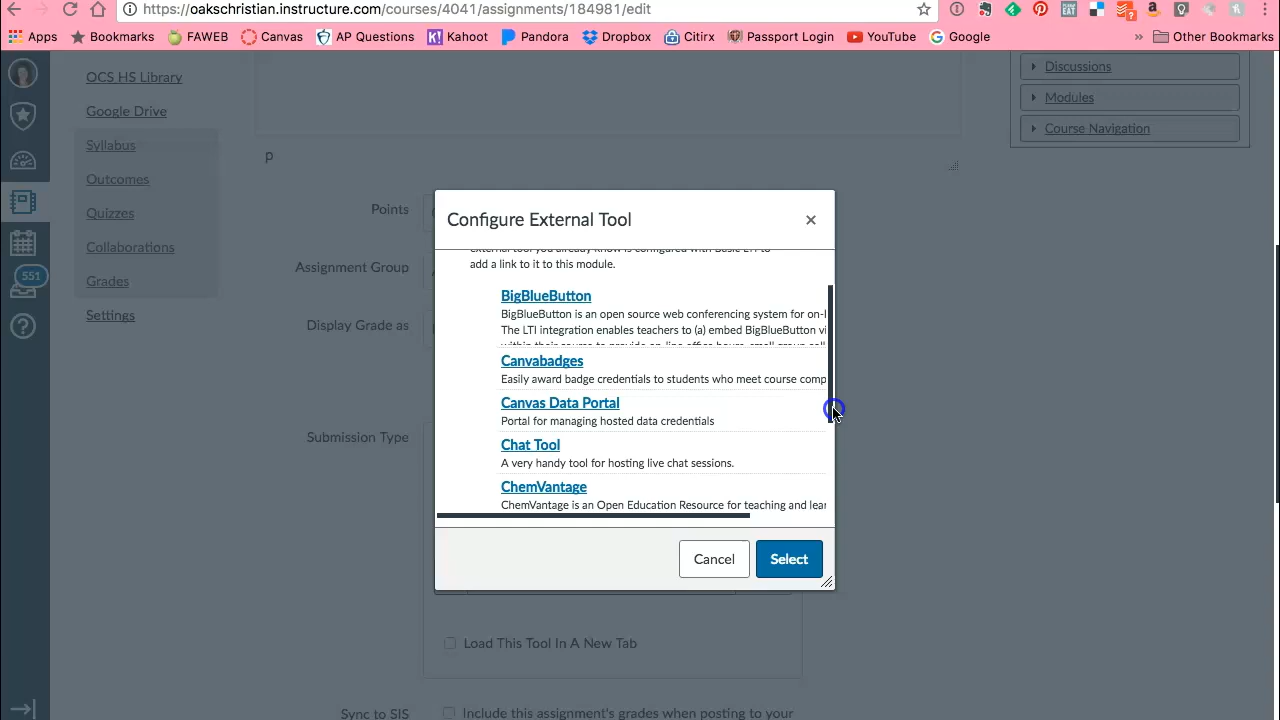 https://oakschristian.instructure.com/courses/4041/assignments/184981/edit
Apps Bookmarks FAWEB Canvas AP Questions Kahoot Pandora Dropbox Citirx Passport Login YouTube Google » Other Bookmarks
OCS HS Library
Google Drive
Syllabus
Outcomes
Quizzes
Collaborations
Grades
Settings
551
p
Points
Assignment Group
Display Grade as
Submission Type
Load This Tool In A New Tab
Sync to SIS
Include this assignment's grades when posting to your
Discussions
Modules
Course Navigation
Configure External Tool
external tool you already know is configured with Basic LTI to
add a link to it to this module.
BigBlueButton
BigBlueButton is an open source web conferencing system for on-l
The LTI integration enables teachers to (a) embed BigBlueButton vi
within their course to provide on-line office hours, small group coll
Canvabadges
Easily award badge credentials to students who meet course comp
Canvas Data Portal
Portal for managing hosted data credentials
Chat Tool
A very handy tool for hosting live chat sessions.
ChemVantage
ChemVantage is an Open Education Resource for teaching and lear
Cancel
Select